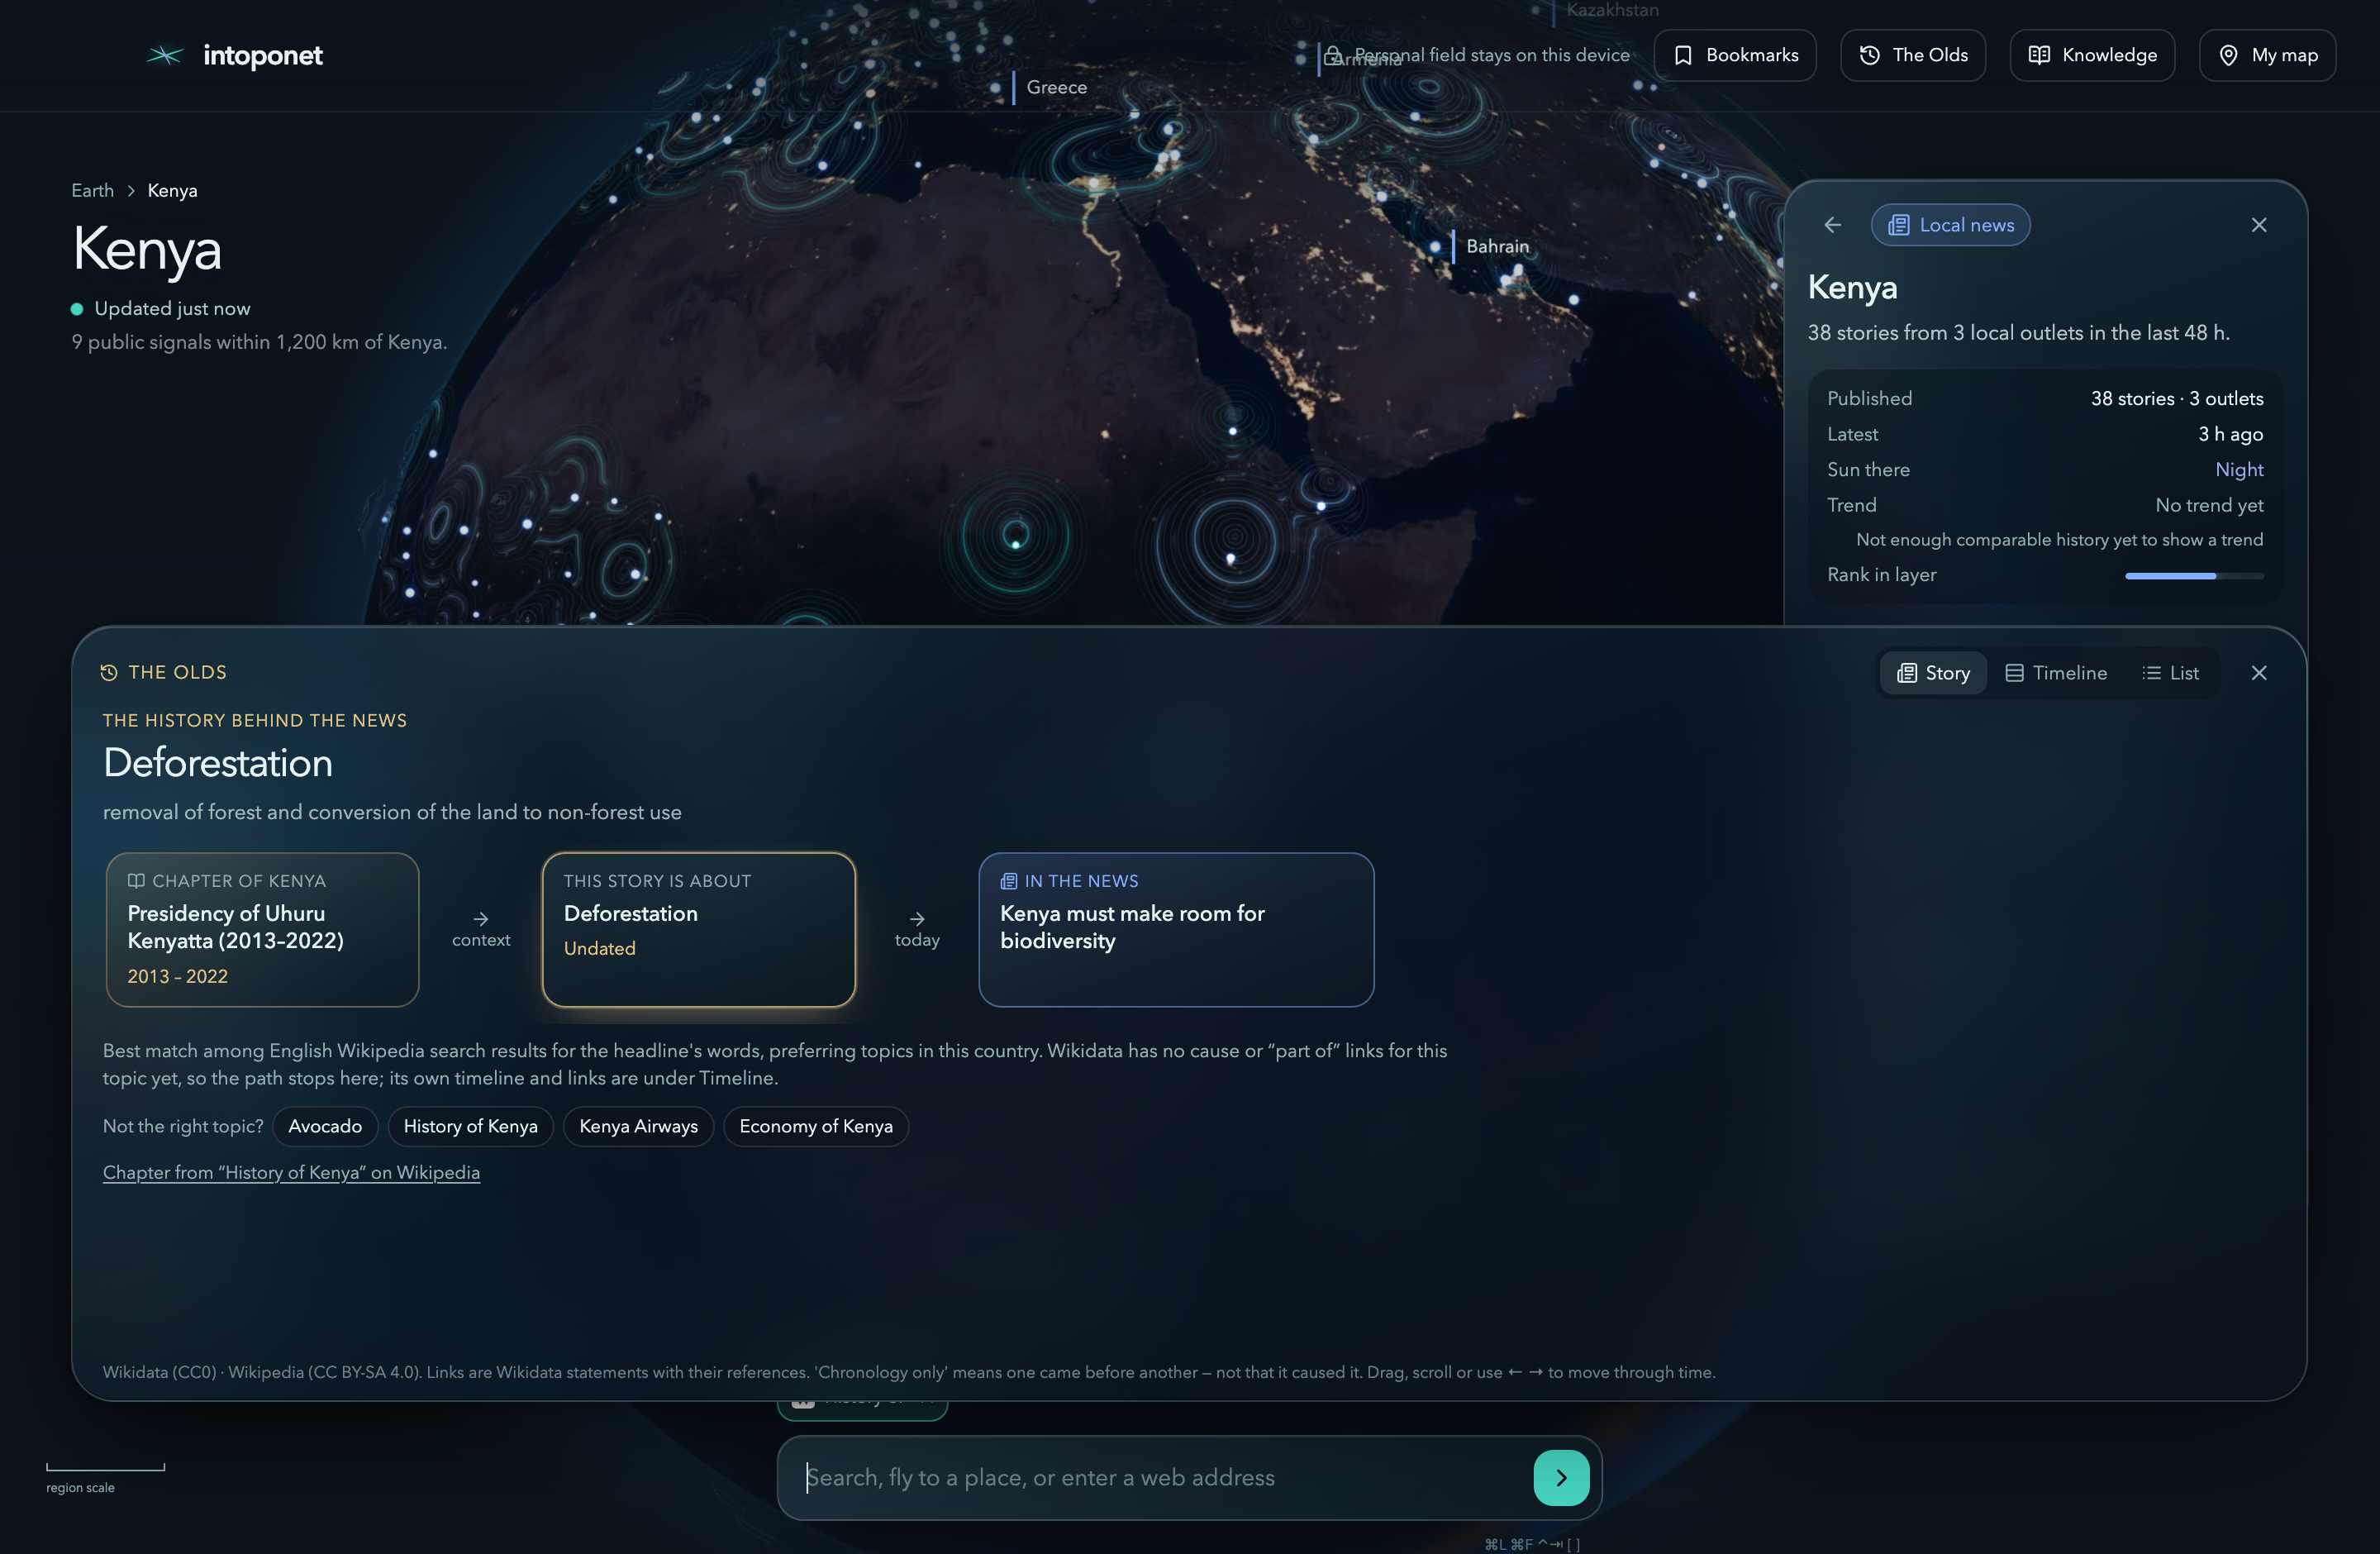 intoponet
Kazakhstan
Armenia
Personal field stays on this device
Bookmarks
The Olds
Knowledge
My map
Greece
Bahrain
Earth > Kenya
Kenya
Updated just now
9 public signals within 1,200 km of Kenya.
Local news
Kenya
38 stories from 3 local outlets in the last 48 h.
Published 38 stories · 3 outlets
Latest 3 h ago
Sun there Night
Trend No trend yet
Not enough comparable history yet to show a trend
Rank in layer
THE OLDS
Story
Timeline
List
THE HISTORY BEHIND THE NEWS
Deforestation
removal of forest and conversion of the land to non-forest use
CHAPTER OF KENYA
Presidency of Uhuru
Kenyatta (2013–2022)
2013 – 2022
→
context
THIS STORY IS ABOUT
Deforestation
Undated
→
today
IN THE NEWS
Kenya must make room for
biodiversity
Best match among English Wikipedia search results for the headline's words, preferring topics in this country. Wikidata has no cause or “part of” links for this
topic yet, so the path stops here; its own timeline and links are under Timeline.
Not the right topic? Avocado History of Kenya Kenya Airways Economy of Kenya
Chapter from “History of Kenya” on Wikipedia
Wikidata (CC0) · Wikipedia (CC BY-SA 4.0). Links are Wikidata statements with their references. 'Chronology only' means one came before another – not that it caused it. Drag, scroll or use ← → to move through time.
Search, fly to a place, or enter a web address
region scale
⌘L ⌘F ^⇥ [ ]